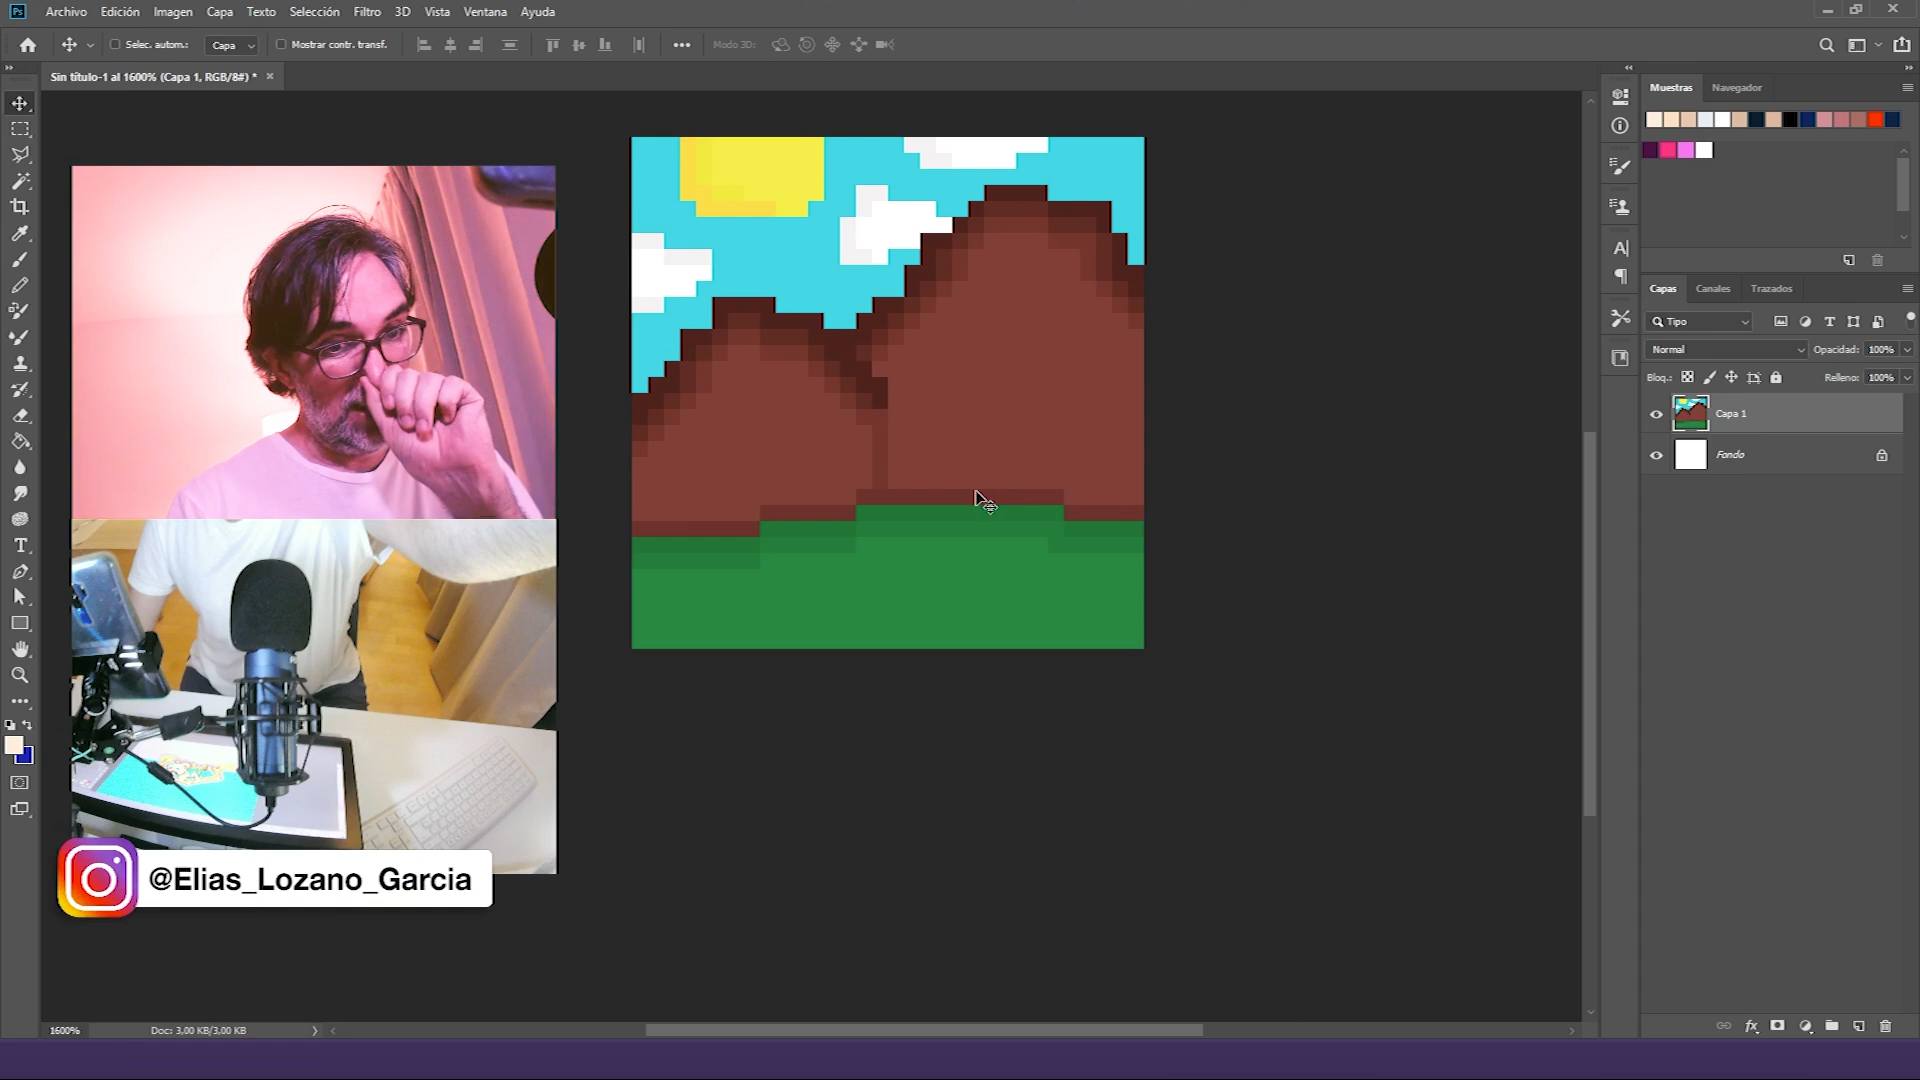 Ps Archivo Edición Imagen Capa Texto Selección Filtro 3D Vista Ventana Ayuda
Selec. autom.: Capa Mostrar contr. transf. Modo 3D:
Sin título-1 al 1600% (Capa 1, RGB/8#) *
Muestras Navegador
Capas Canales Trazados
Tipo
Normal Opacidad: 100%
Bloq.: Relleno: 100%
Capa 1
Fondo
@Elias_Lozano_Garcia
1600% Doc: 3,00 KB/3,00 KB